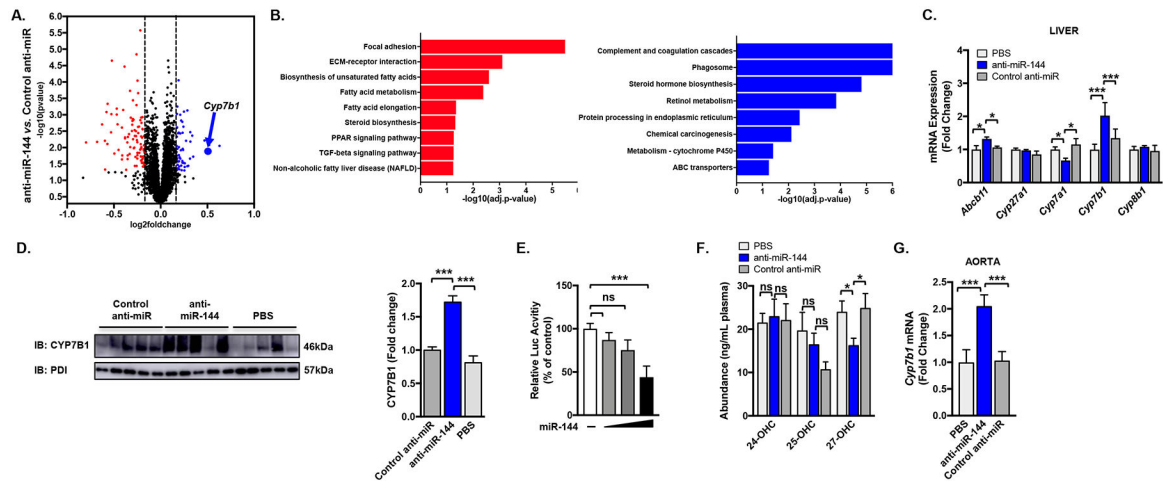 A.
anti-miR-144 vs. Control anti-miR
-log10(pvalue)
5.5
5.0
4.5
4.0
3.5
3.0
2.5
2.0
1.5
1.0
0.5
Cyp7b1
-1.0
-0.5
0.0
0.5
1.0
log2foldchange
B.
Focal adhesion
ECM-receptor interaction
Biosynthesis of unsaturated fatty acids
Fatty acid metabolism
Fatty acid elongation
Steroid biosynthesis
PPAR signaling pathway
TGF-beta signaling pathway
Non-alcoholic fatty liver disease (NAFLD)
0 1 2 3 4 5 6
-log10(adj.p-value)
Complement and coagulation cascades
Phagosome
Steroid hormone biosynthesis
Retinol metabolism
Protein processing in endoplasmic reticulum
Chemical carcinogenesis
Metabolism - cytochrome P450
ABC transporters
0 1 2 3 4 5 6
-log10(adj.p-value)
C.
LIVER
PBS
anti-miR-144
Control anti-miR
mRNA Expression
(Fold Change)
4
3
2
1
0
* *
* *
*** ***
Abcb11
Cyp27a1
Cyp7a1
Cyp7b1
Cyp8b1
D.
Control
anti-miR
anti-
miR-144
PBS
IB: CYP7B1
46kDa
IB: PDI
57kDa
CYP7B1 (Fold change)
2.0
1.5
1.0
0.5
0.0
*** ***
Control anti-miR
anti-miR-144
PBS
E.
Relative Luc Acvitiy
(% of control)
150
100
50
0
***
ns
miR-144
–
F.
PBS
anti-miR-144
Control anti-miR
Abundance (ng/mL plasma)
30
20
10
0
ns ns
ns
ns
* *
24-OHC
25-OHC
27-OHC
G.
AORTA
Cyp7b1 mRNA
(Fold Change)
2.5
2.0
1.5
1.0
0.5
0.0
*** ***
PBS
anti-miR-144
Control anti-miR